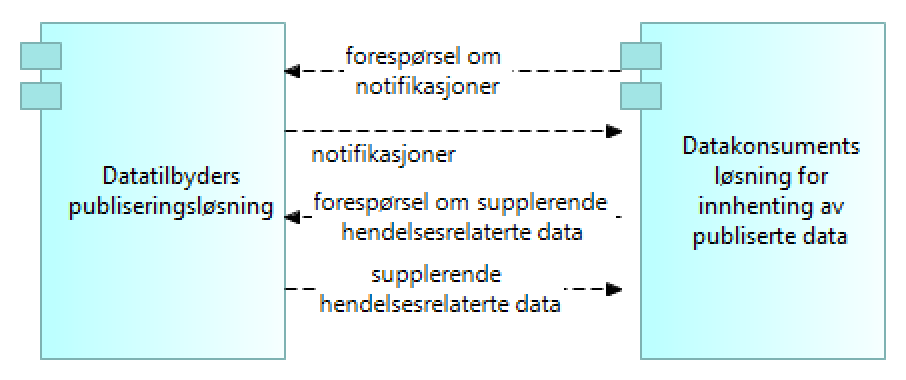 Datatilbyders
publiseringsløsning
forespørsel om
notifikasjoner
notifikasjoner
forespørsel om supplerende
hendelsesrelaterte data
supplerende
hendelsesrelaterte data
Datakonsuments
løsning for
innhenting av
publiserte data